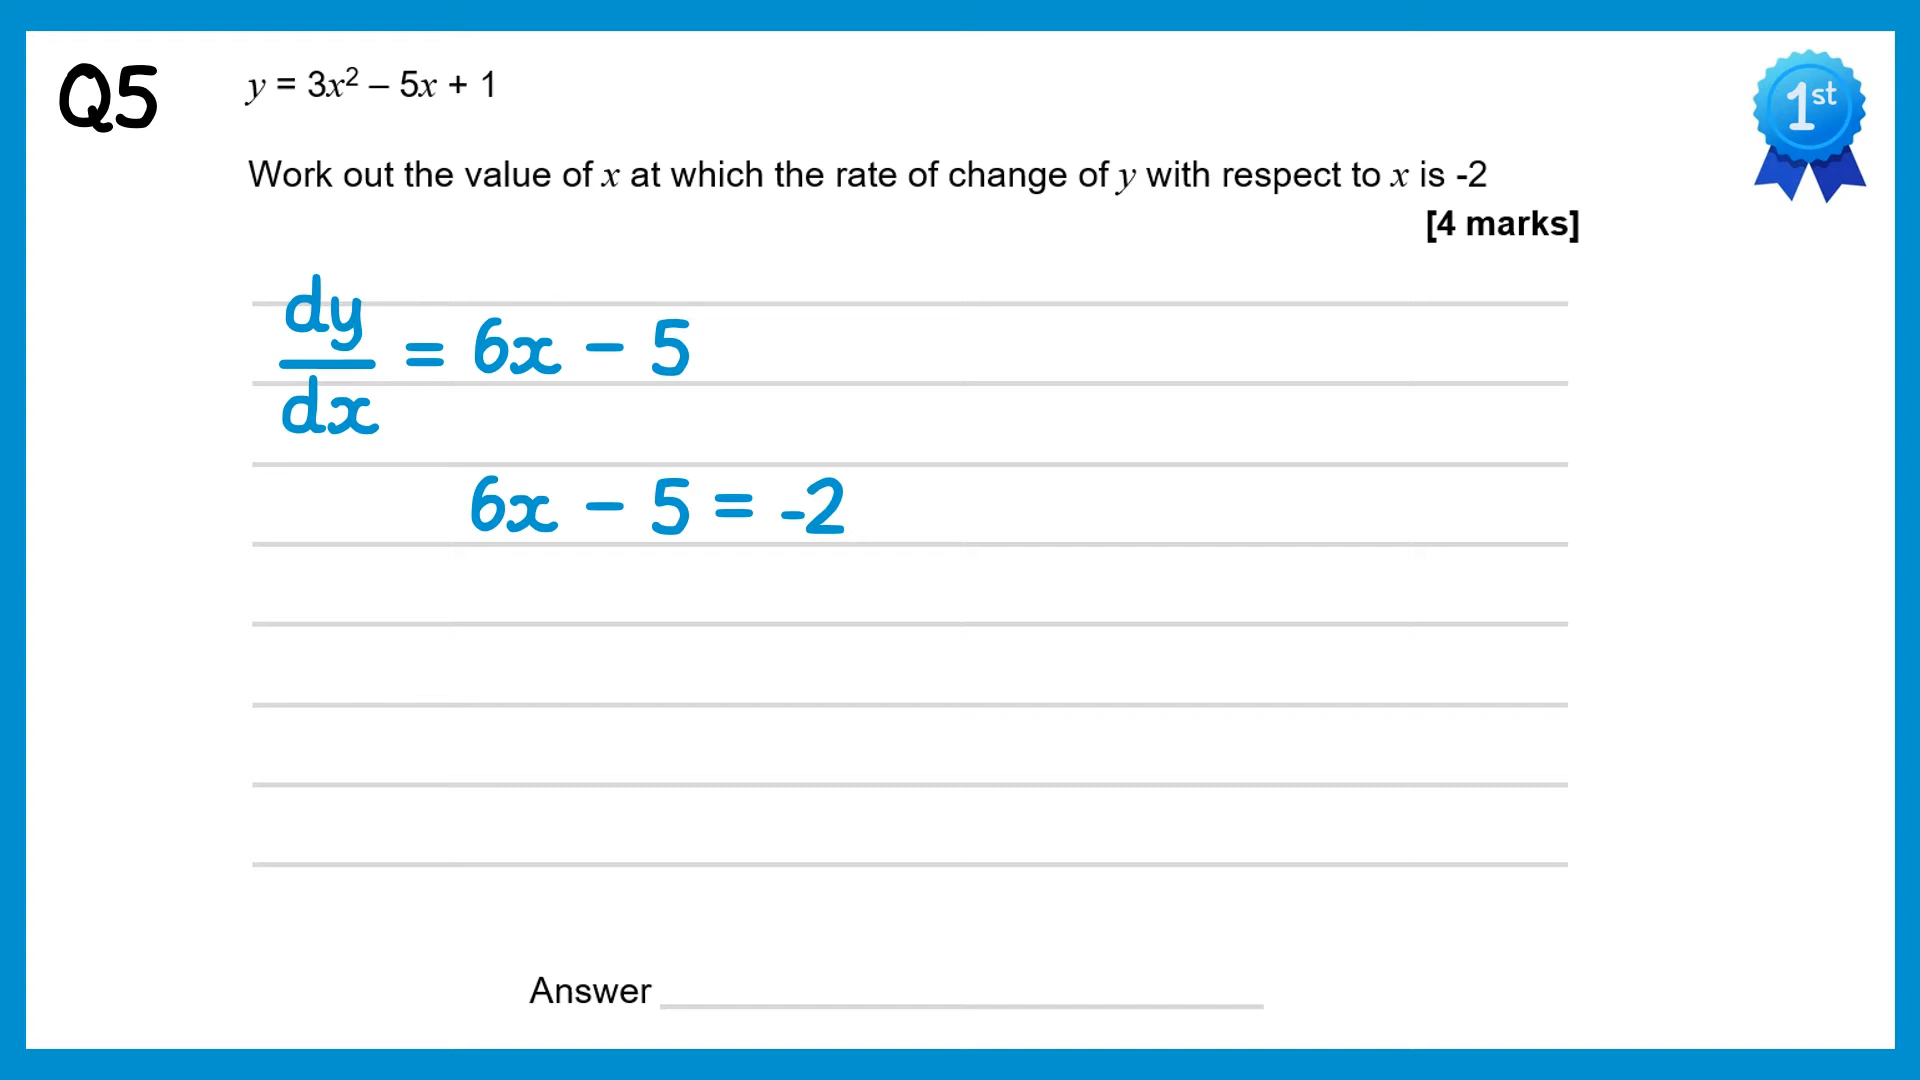 Q5
y = 3x² – 5x + 1
1st
Work out the value of x at which the rate of change of y with respect to x is -2
[4 marks]
dy/dx = 6x – 5
6x – 5 = -2
Answer